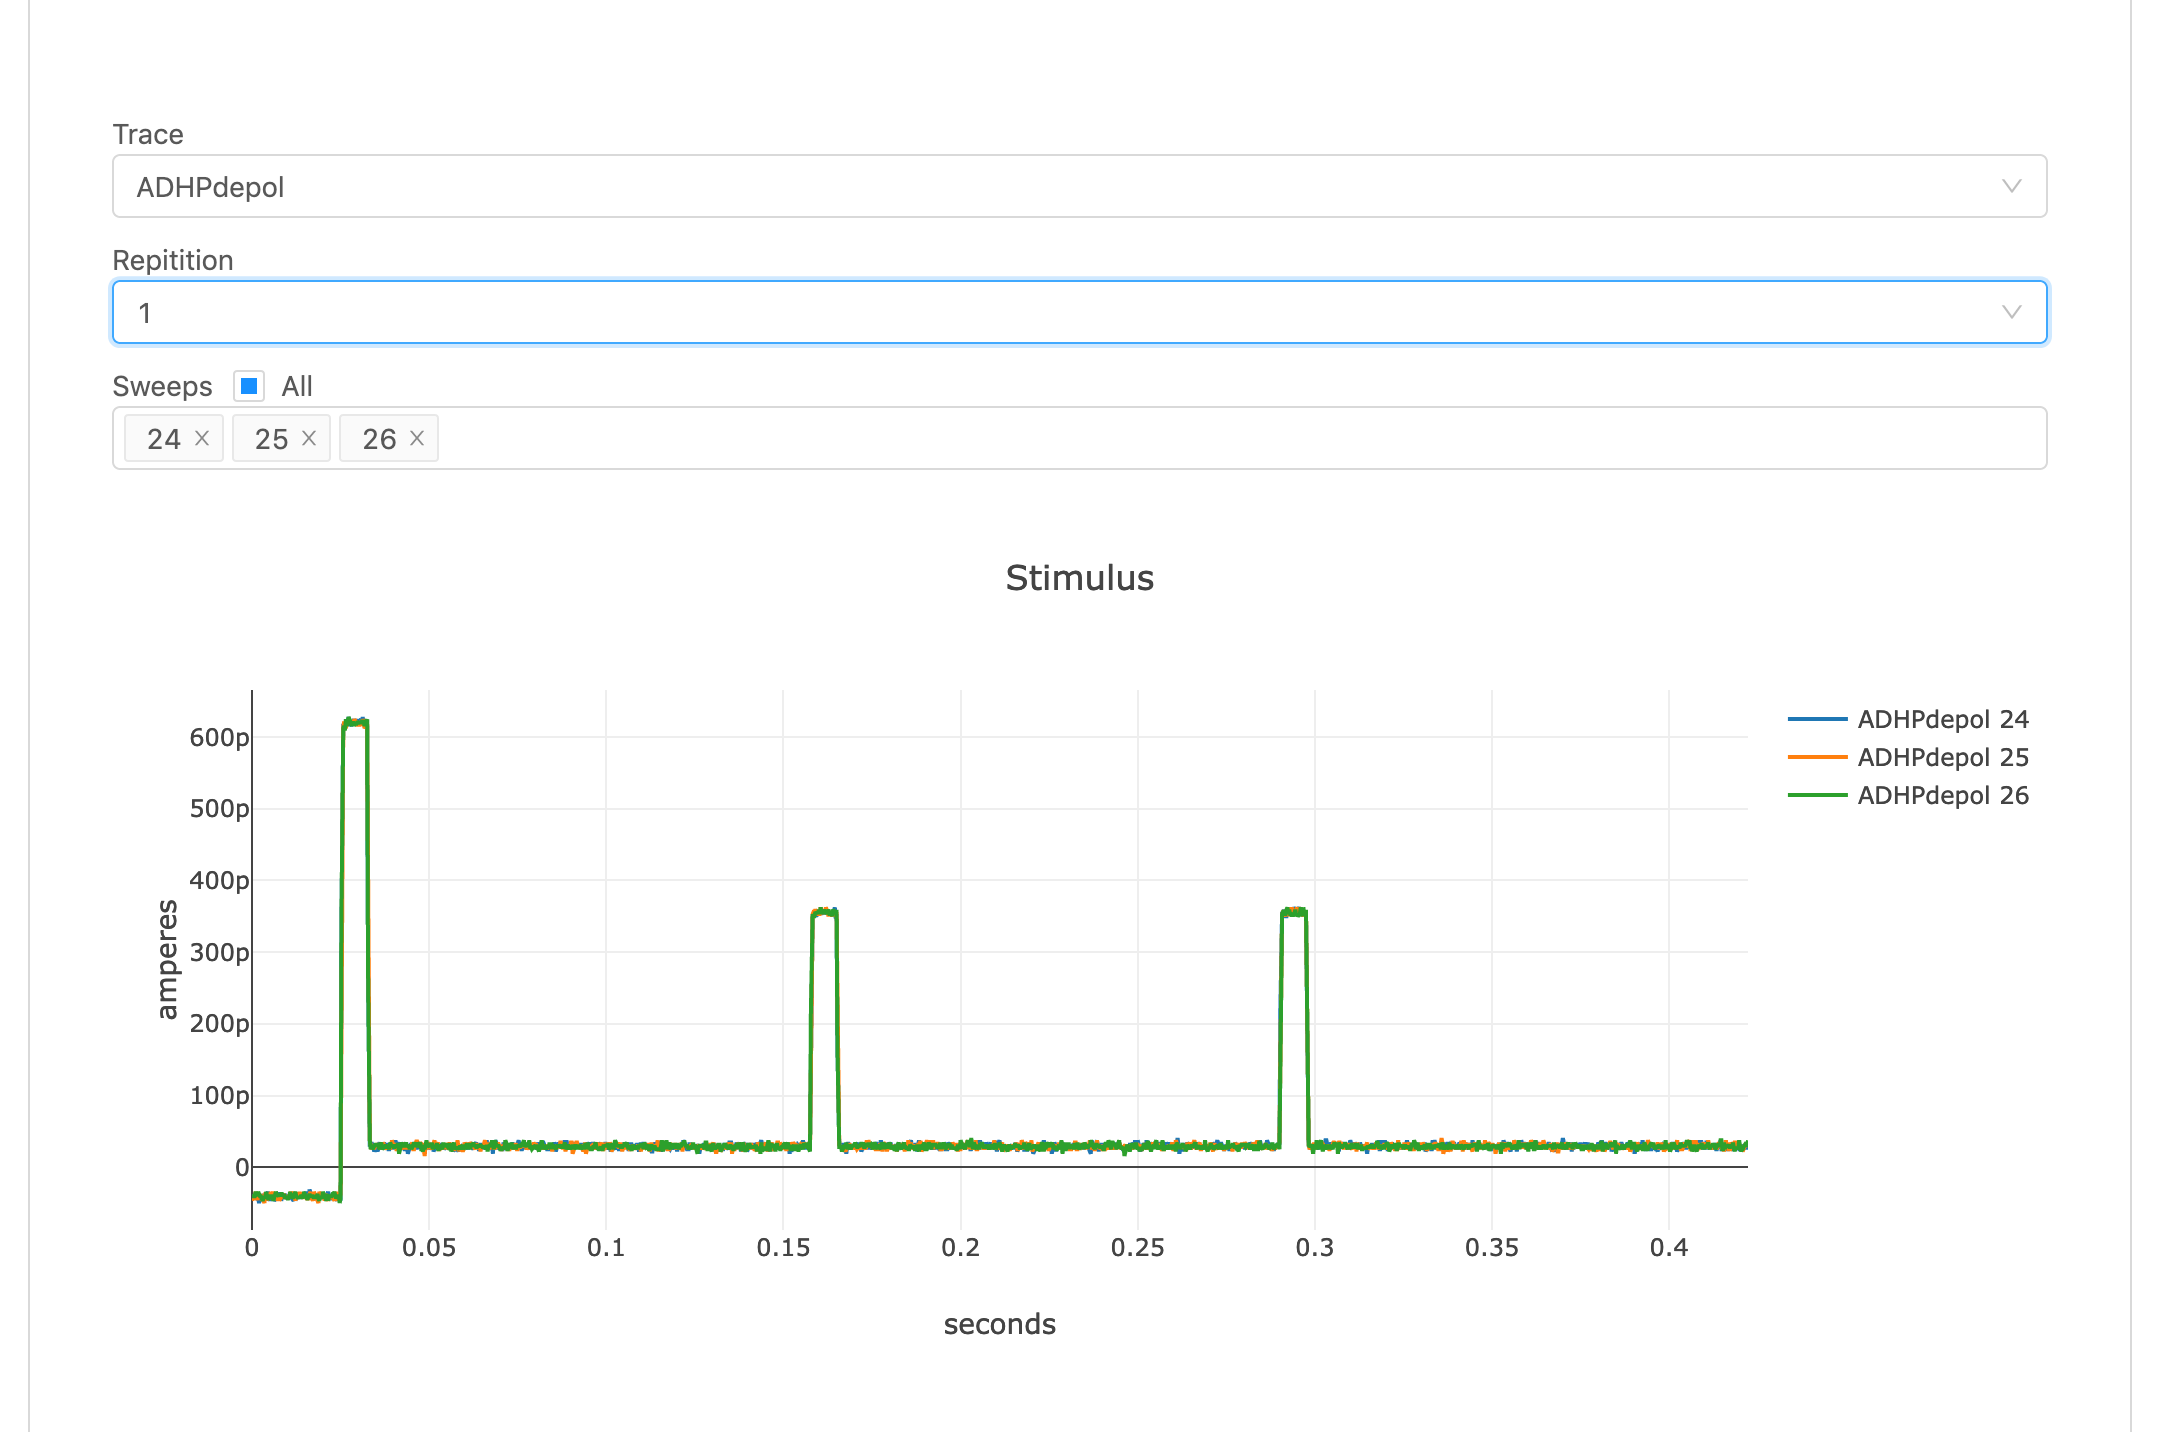 Trace
ADHPdepol
Repitition
1
Sweeps All
24 25 26
Stimulus
600p
500p
400p
300p
200p
100p
0
amperes
0 0.05 0.1 0.15 0.2 0.25 0.3 0.35 0.4
seconds
ADHPdepol 24
ADHPdepol 25
ADHPdepol 26